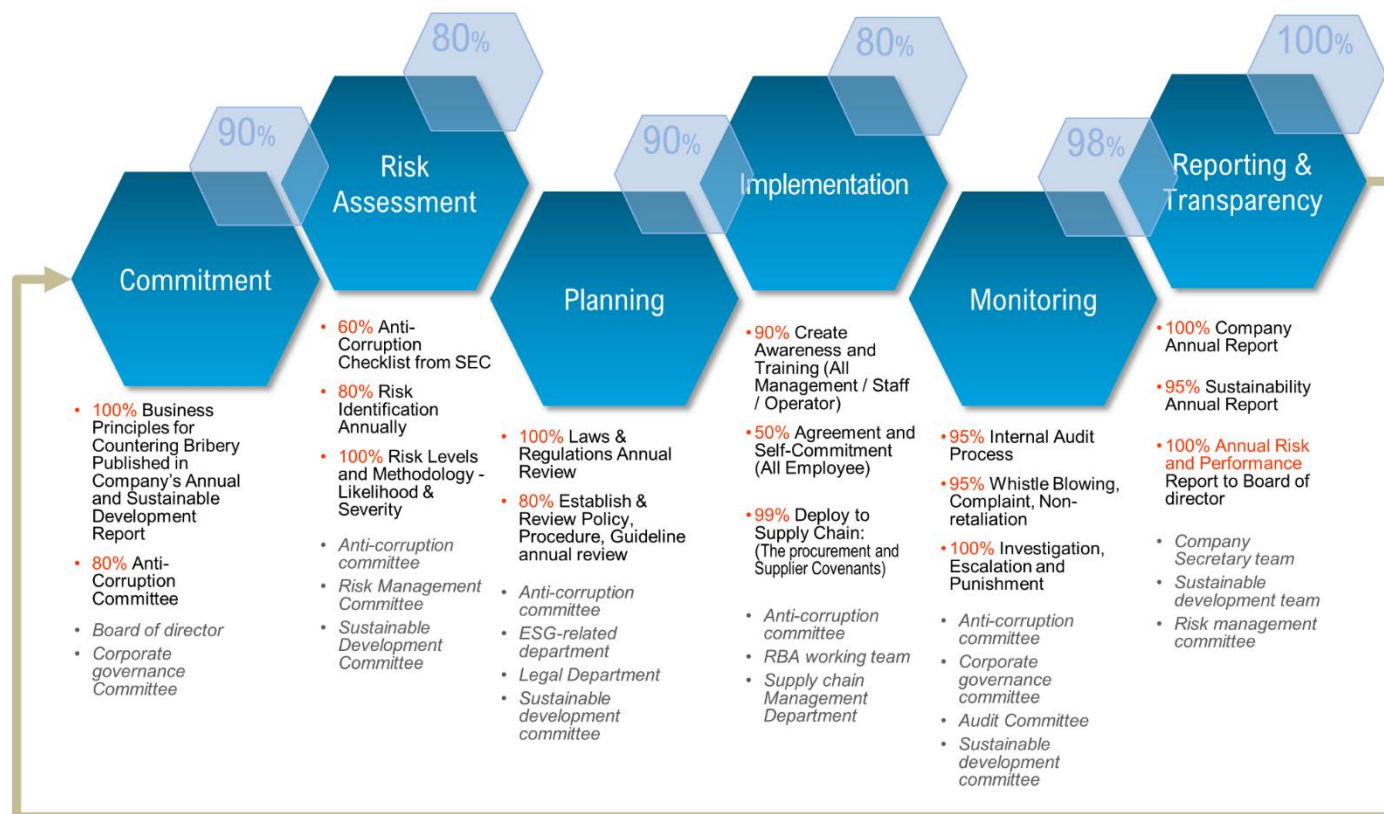 90%
Commitment
• 100% Business
Principles for
Countering Bribery
Published in
Company's Annual
and Sustainable
Development
Report
• 80% Anti-
Corruption
Committee
• Board of director
• Corporate
governance
Committee
80%
Risk
Assessment
• 60% Anti-
Corruption
Checklist from SEC
• 80% Risk
Identification
Annually
• 100% Risk Levels
and Methodology -
Likelihood &
Severity
• Anti-corruption
committee
• Risk Management
Committee
• Sustainable
Development
Committee
90%
Planning
• 100% Laws &
Regulations Annual
Review
• 80% Establish &
Review Policy,
Procedure, Guideline
annual review
• Anti-corruption
committee
• ESG-related
department
• Legal Department
• Sustainable
development
committee
80%
Implementation
• 90% Create
Awareness and
Training (All
Management / Staff
/ Operator)
• 50% Agreement and
Self-Commitment
(All Employee)
• 99% Deploy to
Supply Chain:
(The procurement and
Supplier Covenants)
• Anti-corruption
committee
• RBA working team
• Supply chain
Management
Department
98%
Monitoring
• 95% Internal Audit
Process
• 95% Whistle Blowing,
Complaint, Non-
retaliation
• 100% Investigation,
Escalation and
Punishment
• Anti-corruption
committee
• Corporate
governance
committee
• Audit Committee
• Sustainable
development
committee
100%
Reporting &
Transparency
• 100% Company
Annual Report
• 95% Sustainability
Annual Report
• 100% Annual Risk
and Performance
Report to Board of
director
• Company
Secretary team
• Sustainable
development team
• Risk management
committee